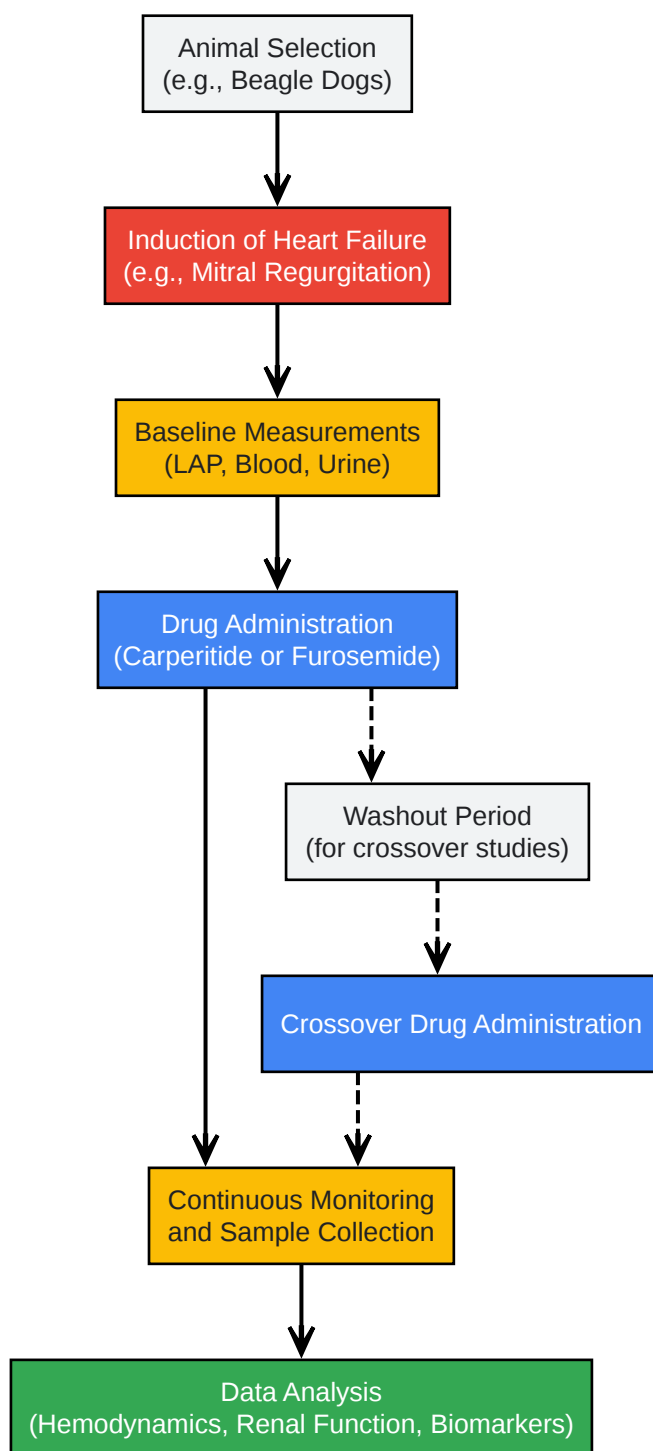 Animal Selection
(e.g., Beagle Dogs)
Induction of Heart Failure
(e.g., Mitral Regurgitation)
Baseline Measurements
(LAP, Blood, Urine)
Drug Administration
(Carperitide or Furosemide)
Washout Period
(for crossover studies)
Crossover Drug Administration
Continuous Monitoring
and Sample Collection
Data Analysis
(Hemodynamics, Renal Function, Biomarkers)